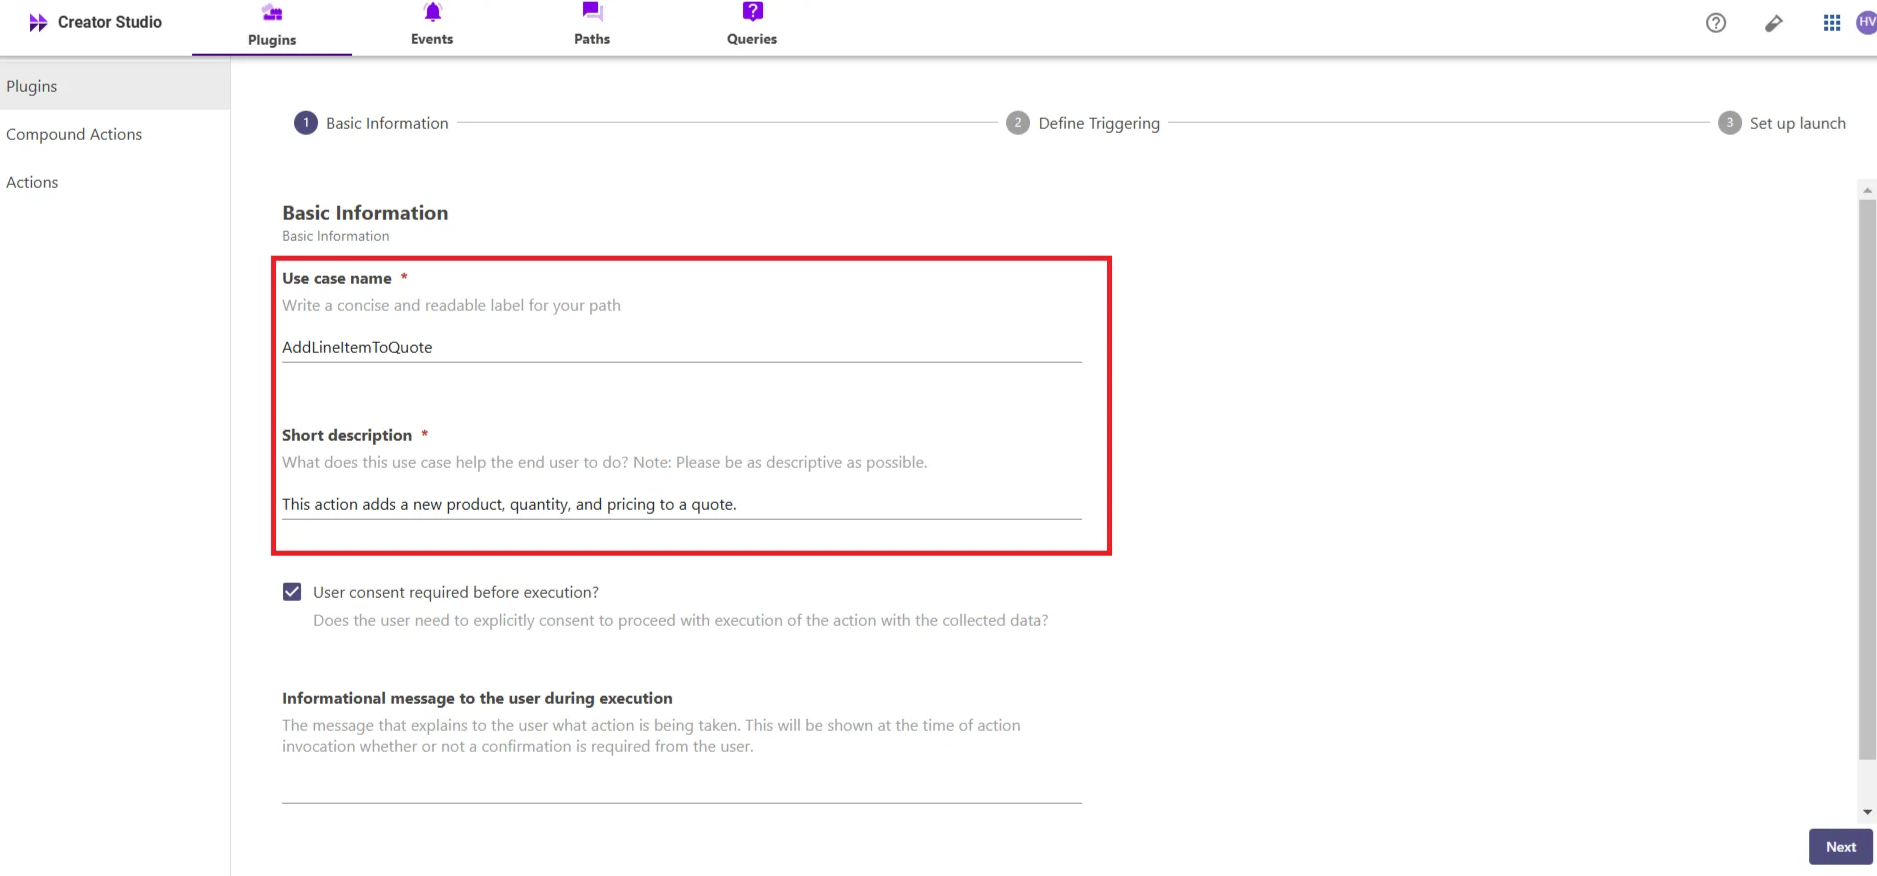 Creator Studio
Plugins
Events
Paths
Queries
?
?
HV
Plugins
Compound Actions
Actions
1 Basic Information
2 Define Triggering
3 Set up launch
Basic Information
Basic Information
Use case name *
Write a concise and readable label for your path
AddLineItemToQuote
Short description *
What does this use case help the end user to do? Note: Please be as descriptive as possible.
This action adds a new product, quantity, and pricing to a quote.
User consent required before execution?
Does the user need to explicitly consent to proceed with execution of the action with the collected data?
Informational message to the user during execution
The message that explains to the user what action is being taken. This will be shown at the time of action
invocation whether or not a confirmation is required from the user.
Next